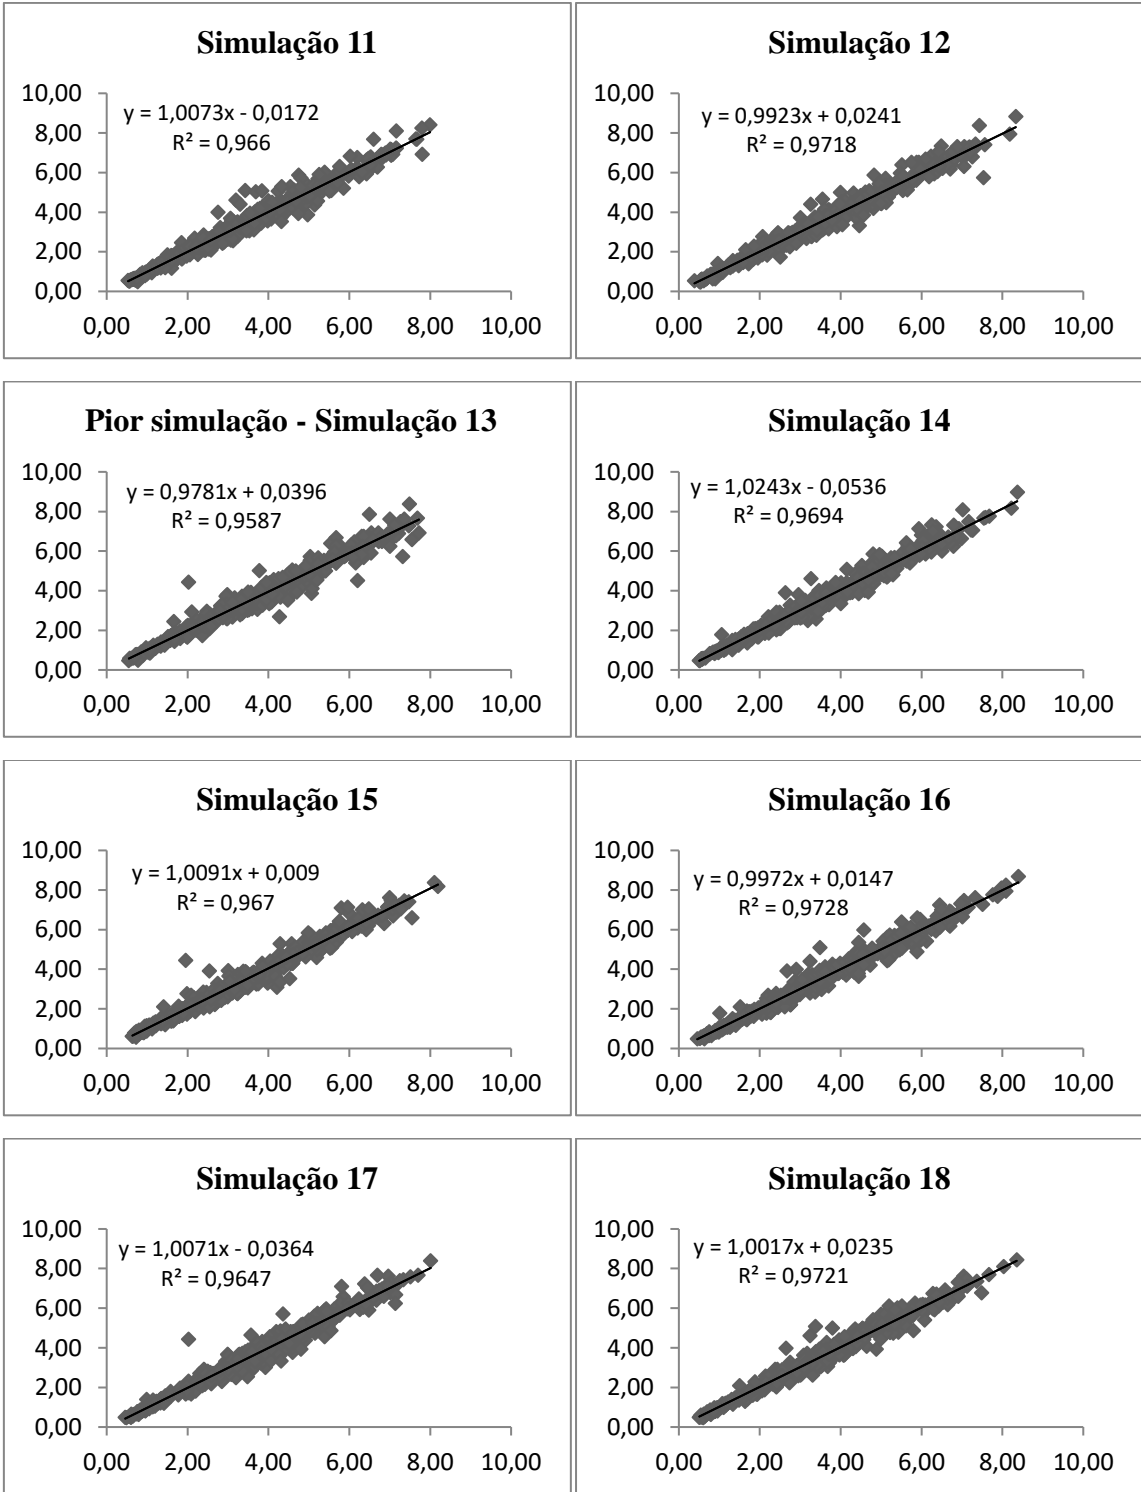 Simulação 11
10,00
8,00
6,00
4,00
2,00
0,00
y = 1,0073x - 0,0172
R² = 0,966
0,00 2,00 4,00 6,00 8,00 10,00
Simulação 12
10,00
8,00
6,00
4,00
2,00
0,00
y = 0,9923x + 0,0241
R² = 0,9718
0,00 2,00 4,00 6,00 8,00 10,00
Pior simulação - Simulação 13
10,00
8,00
6,00
4,00
2,00
0,00
y = 0,9781x + 0,0396
R² = 0,9587
0,00 2,00 4,00 6,00 8,00 10,00
Simulação 14
10,00
8,00
6,00
4,00
2,00
0,00
y = 1,0243x - 0,0536
R² = 0,9694
0,00 2,00 4,00 6,00 8,00 10,00
Simulação 15
10,00
8,00
6,00
4,00
2,00
0,00
y = 1,0091x + 0,009
R² = 0,967
0,00 2,00 4,00 6,00 8,00 10,00
Simulação 16
10,00
8,00
6,00
4,00
2,00
0,00
y = 0,9972x + 0,0147
R² = 0,9728
0,00 2,00 4,00 6,00 8,00 10,00
Simulação 17
10,00
8,00
6,00
4,00
2,00
0,00
y = 1,0071x - 0,0364
R² = 0,9647
0,00 2,00 4,00 6,00 8,00 10,00
Simulação 18
10,00
8,00
6,00
4,00
2,00
0,00
y = 1,0017x + 0,0235
R² = 0,9721
0,00 2,00 4,00 6,00 8,00 10,00